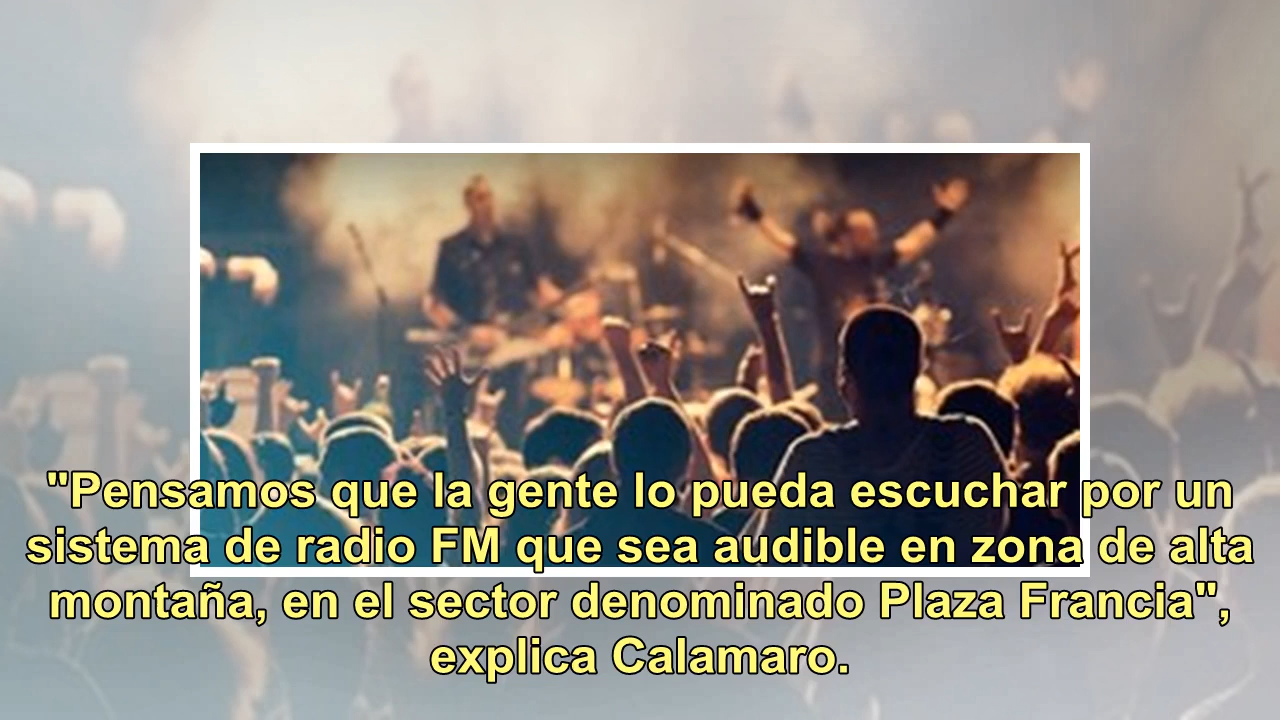 "Pensamos que la gente lo pueda escuchar por un
sistema de radio FM que sea audible en zona de alta
montaña, en el sector denominado Plaza Francia",
explica Calamaro.